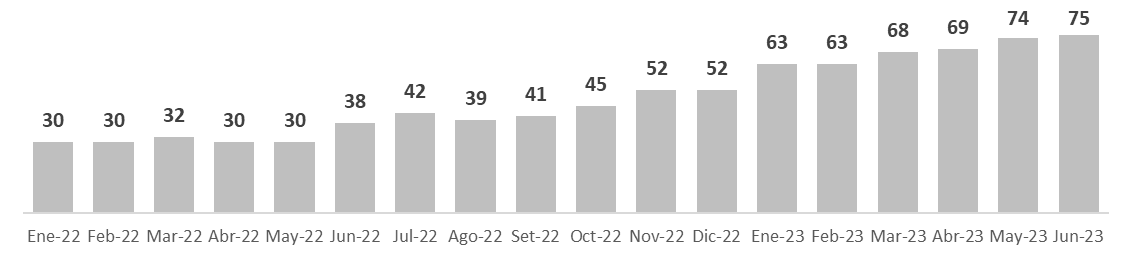 30 30 32 30 30 38 42 39 41 45 52 52 63 63 68 69 74 75
Ene-22 Feb-22 Mar-22 Abr-22 May-22 Jun-22 Jul-22 Ago-22 Set-22 Oct-22 Nov-22 Dic-22 Ene-23 Feb-23 Mar-23 Abr-23 May-23 Jun-23